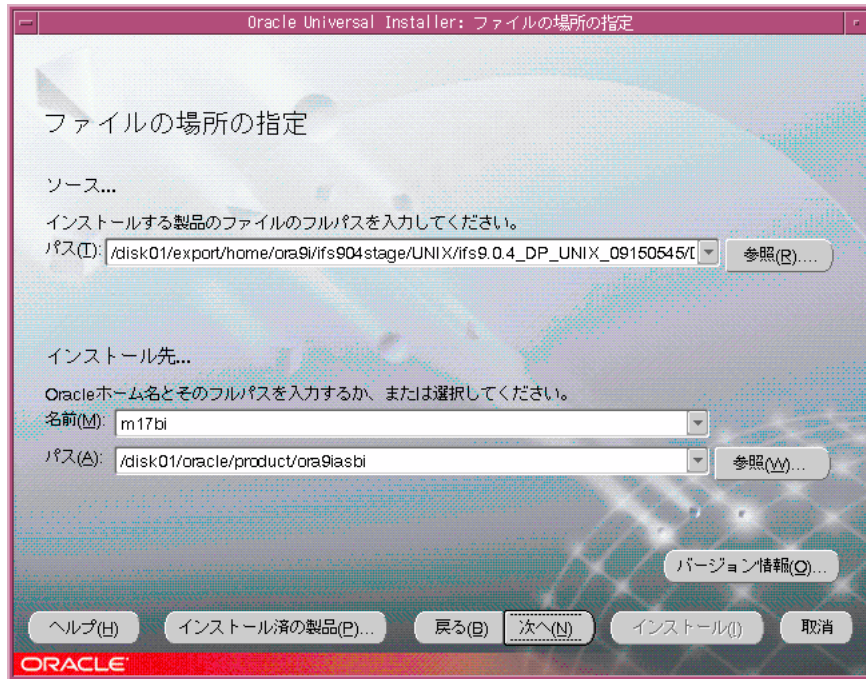 Oracle Universal Installer: ファイルの場所の指定
ファイルの場所の指定
ソース...
インストールする製品のファイルのフルパスを入力してください。
パス(T): /disk01/export/home/ora9i/ifs904stage/UNIX/ifs9.0.4_DP_UNIX_09150545/D 参照(R)....
インストール先...
Oracleホーム名とそのフルパスを入力するか、または選択してください。
名前(M): m17bi
パス(A): /disk01/oracle/product/ora9iasbi 参照(W)...
バージョン情報(O)...
ヘルプ(H) インストール済の製品(P)... 戻る(B) 次へ(N) インストール(I) 取消
ORACLE